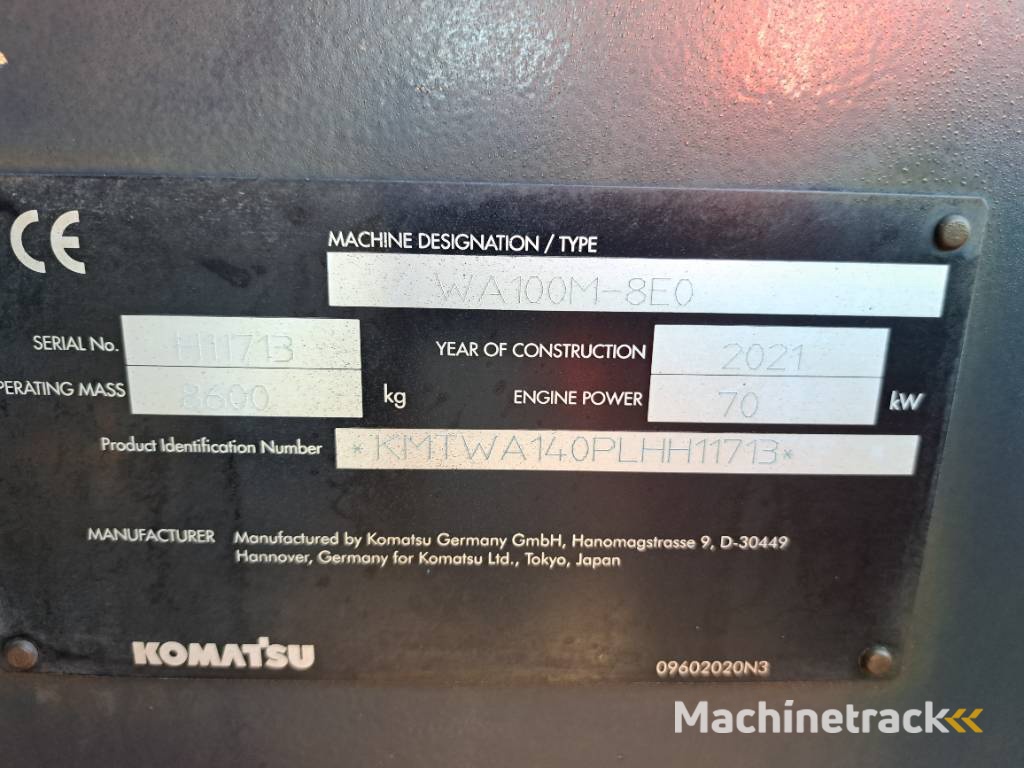 CE
MACHINE DESIGNATION / TYPE
WA100M-8E0
SERIAL No. H11713 YEAR OF CONSTRUCTION 2021
PERATING MASS 8600 kg ENGINE POWER 70 kW
Product Identification Number *KMTWA140PLHH11713*
MANUFACTURER Manufactured by Komatsu Germany GmbH, Hanomagstrasse 9, D-30449
Hannover, Germany for Komatsu Ltd., Tokyo, Japan
KOMATSU 09602020N3
Machinetrack